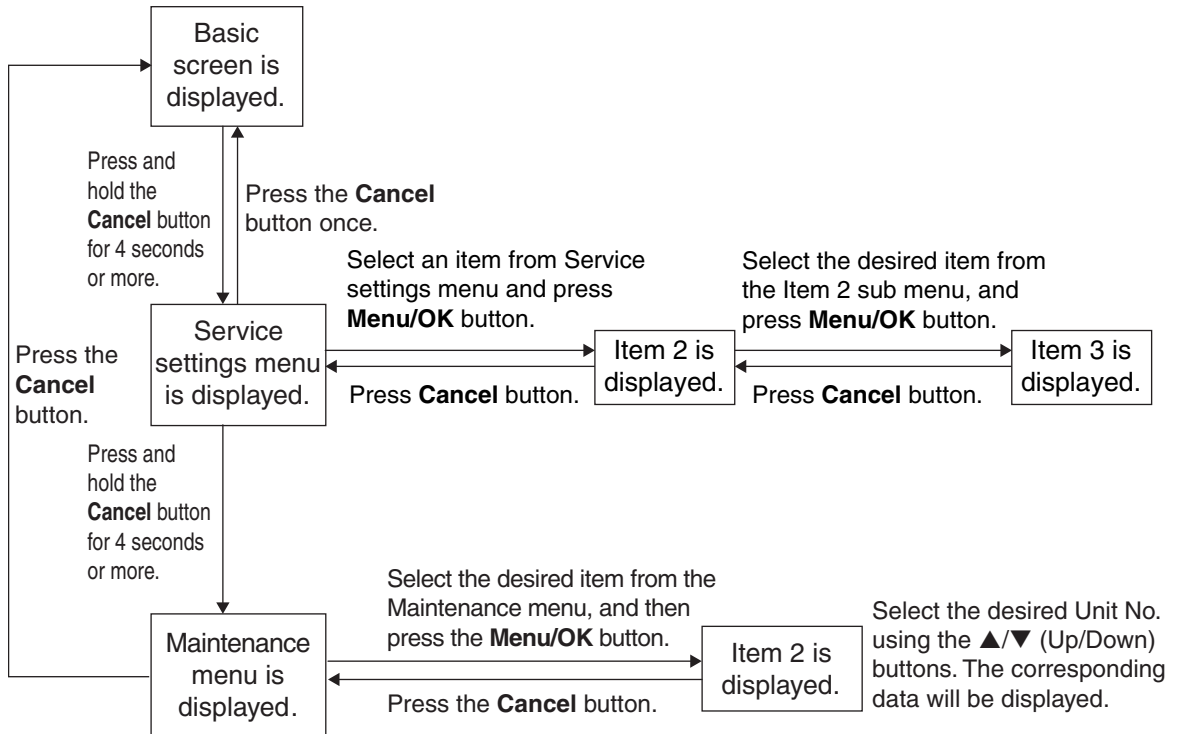 Basic
screen is
displayed.
Press and
hold the
Cancel button
for 4 seconds
or more.
Press the Cancel
button once.
Select an item from Service
settings menu and press
Menu/OK button.
Select the desired item from
the Item 2 sub menu, and
press Menu/OK button.
Press the
Cancel
button.
Service
settings menu
is displayed.
Item 2 is
displayed.
Item 3 is
displayed.
Press Cancel button.
Press Cancel button.
Press and
hold the
Cancel button
for 4 seconds
or more.
Select the desired item from the
Maintenance menu, and then
press the Menu/OK button.
Maintenance
menu is
displayed.
Press the Cancel button.
Item 2 is
displayed.
Select the desired Unit No.
using the ▲/▼ (Up/Down)
buttons. The corresponding
data will be displayed.